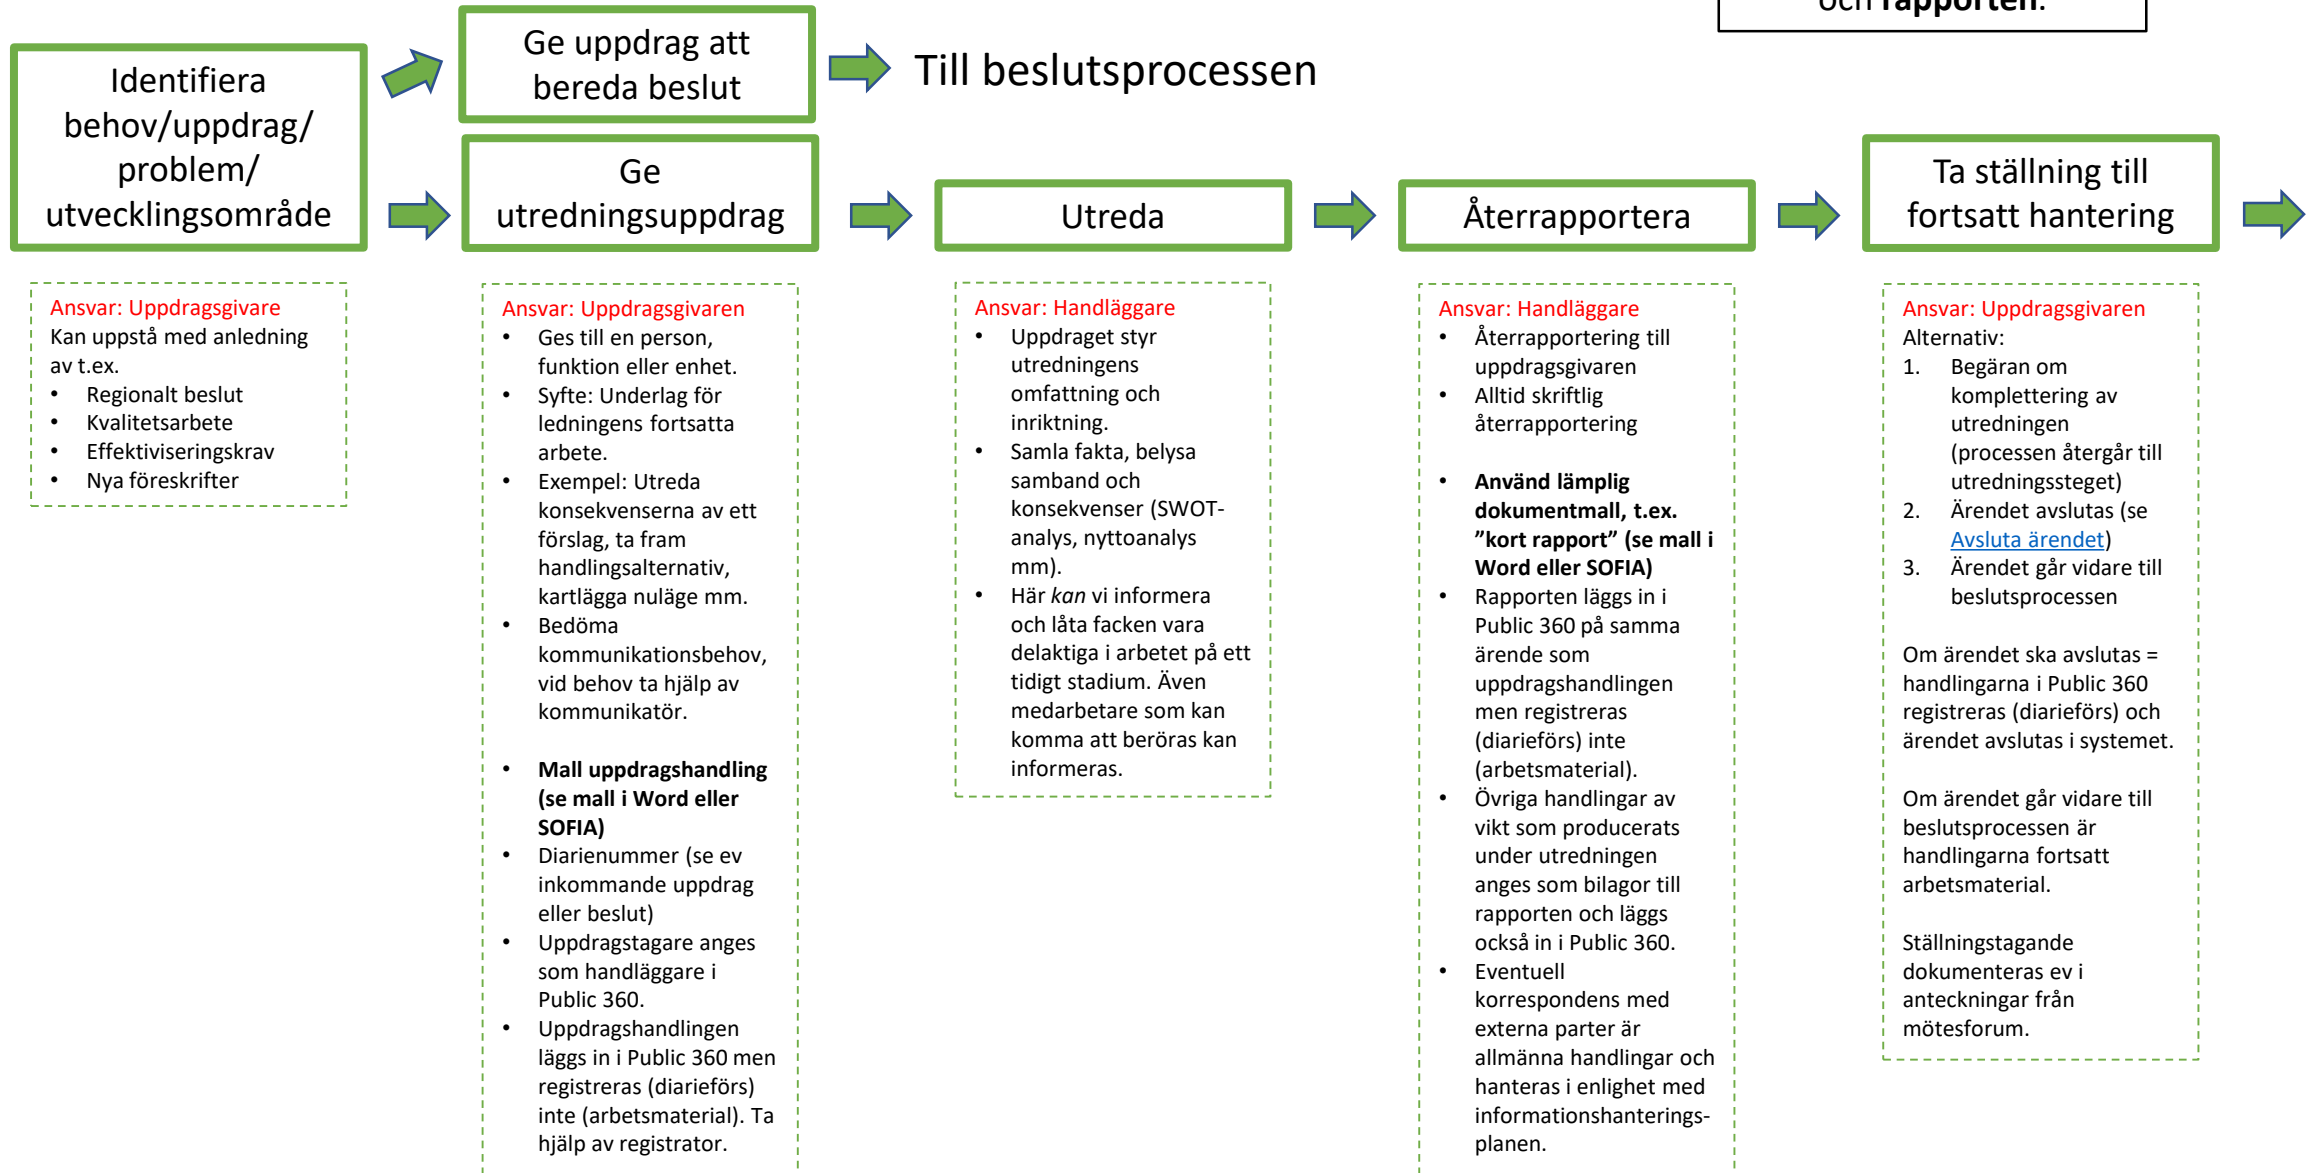 och rapporten.
Identifiera
behov/uppdrag/
problem/
utvecklingsområde
Ge uppdrag att
bereda beslut
Till beslutsprocessen
Ge
utredningsuppdrag
Utreda
Återrapportera
Ta ställning till
fortsatt hantering
Ansvar: Uppdragsgivare
Kan uppstå med anledning
av t.ex.
• Regionalt beslut
• Kvalitetsarbete
• Effektiviseringskrav
• Nya föreskrifter
Ansvar: Uppdragsgivaren
• Ges till en person,
funktion eller enhet.
• Syfte: Underlag för
ledningens fortsatta
arbete.
• Exempel: Utreda
konsekvenserna av ett
förslag, ta fram
handlingsalternativ,
kartlägga nuläge mm.
• Bedöma
kommunikationsbehov,
vid behov ta hjälp av
kommunikatör.
• Mall uppdragshandling
(se mall i Word eller
SOFIA)
• Diarienummer (se ev
inkommande uppdrag
eller beslut)
• Uppdragstagare anges
som handläggare i
Public 360.
• Uppdragshandlingen
läggs in i Public 360 men
registreras (diarieförs)
inte (arbetsmaterial). Ta
hjälp av registrator.
Ansvar: Handläggare
• Uppdraget styr
utredningens
omfattning och
inriktning.
• Samla fakta, belysa
samband och
konsekvenser (SWOT-
analys, nyttoanalys
mm).
• Här kan vi informera
och låta facken vara
delaktiga i arbetet på ett
tidigt stadium. Även
medarbetare som kan
komma att beröras kan
informeras.
Ansvar: Handläggare
• Återrapportering till
uppdragsgivaren
• Alltid skriftlig
återrapportering
• Använd lämplig
dokumentmall, t.ex.
”kort rapport” (se mall i
Word eller SOFIA)
• Rapporten läggs in i
Public 360 på samma
ärende som
uppdragshandlingen
men registreras
(diarieförs) inte
(arbetsmaterial).
• Övriga handlingar av
vikt som producerats
under utredningen
anges som bilagor till
rapporten och läggs
också in i Public 360.
• Eventuell
korrespondens med
externa parter är
allmänna handlingar och
hanteras i enlighet med
informationshanterings-
planen.
Ansvar: Uppdragsgivaren
Alternativ:
1. Begäran om
komplettering av
utredningen
(processen återgår till
utredningssteget)
2. Ärendet avslutas (se
Avsluta ärendet)
3. Ärendet går vidare till
beslutsprocessen
Om ärendet ska avslutas =
handlingarna i Public 360
registreras (diarieförs) och
ärendet avslutas i systemet.
Om ärendet går vidare till
beslutsprocessen är
handlingarna fortsatt
arbetsmaterial.
Ställningstagande
dokumenteras ev i
anteckningar från
mötesforum.